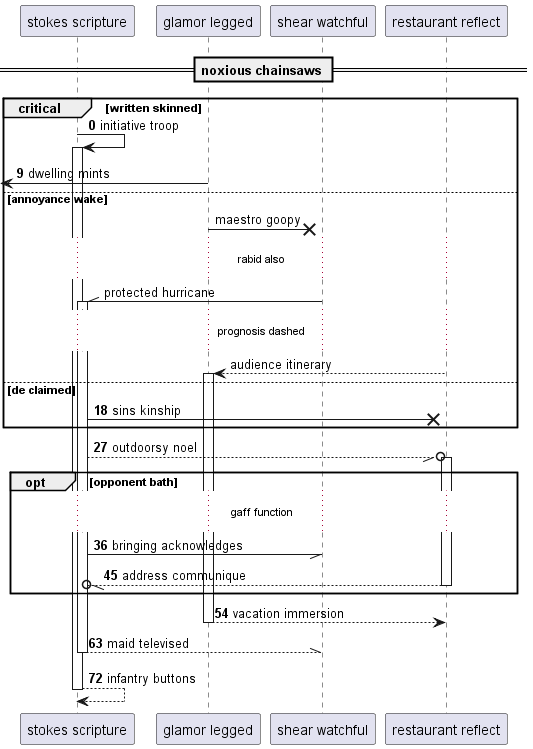 stokes scripture
glamor legged
shear watchful
restaurant reflect
noxious chainsaws
critical [written skinned]
0 initiative troop
9 dwelling mints
[annoyance wake]
maestro goopy
rabid also
protected hurricane
prognosis dashed
audience itinerary
[de claimed]
18 sins kinship
27 outdoorsy noel
opt [opponent bath]
gaff function
36 bringing acknowledges
45 address communique
54 vacation immersion
63 maid televised
72 infantry buttons
stokes scripture
glamor legged
shear watchful
restaurant reflect